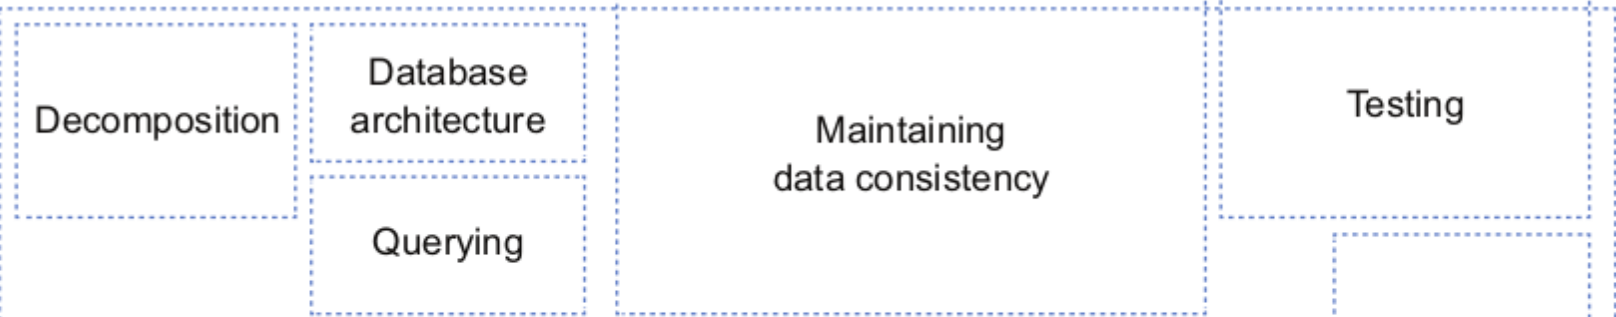 Decomposition
Database
architecture
Querying
Maintaining
data consistency
Testing